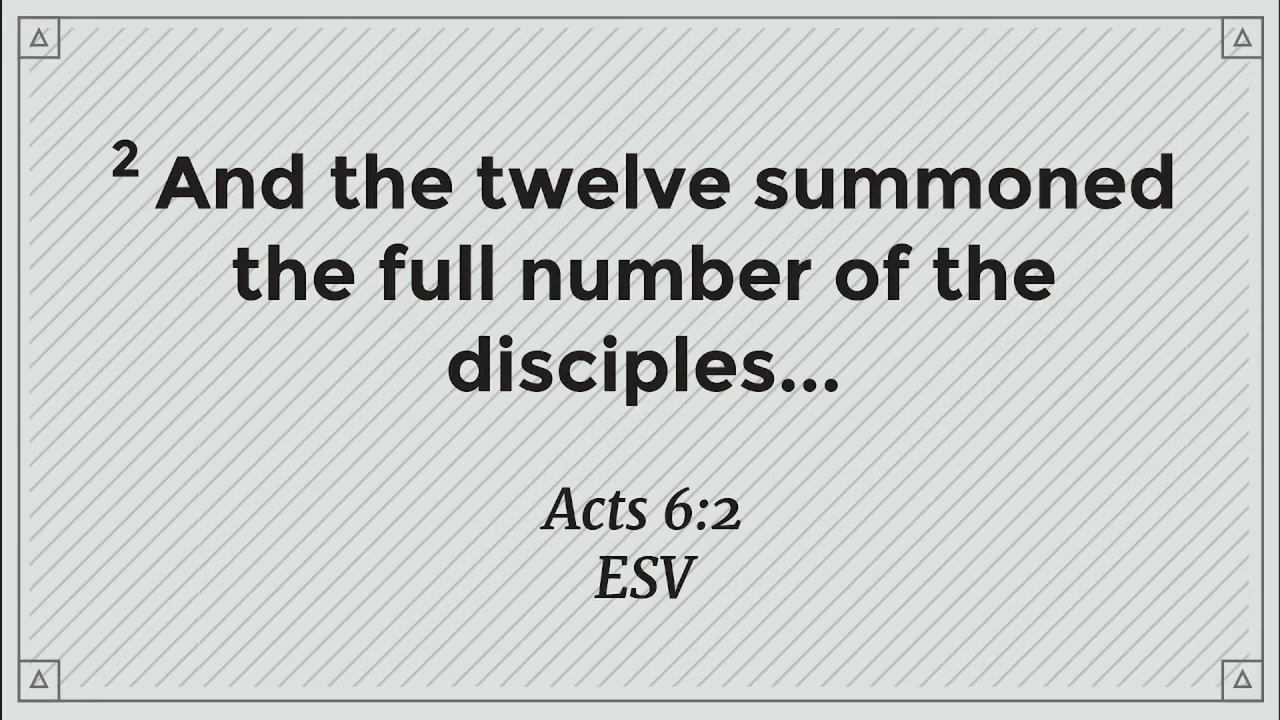 ² And the twelve summoned
the full number of the
disciples...
Acts 6:2
ESV